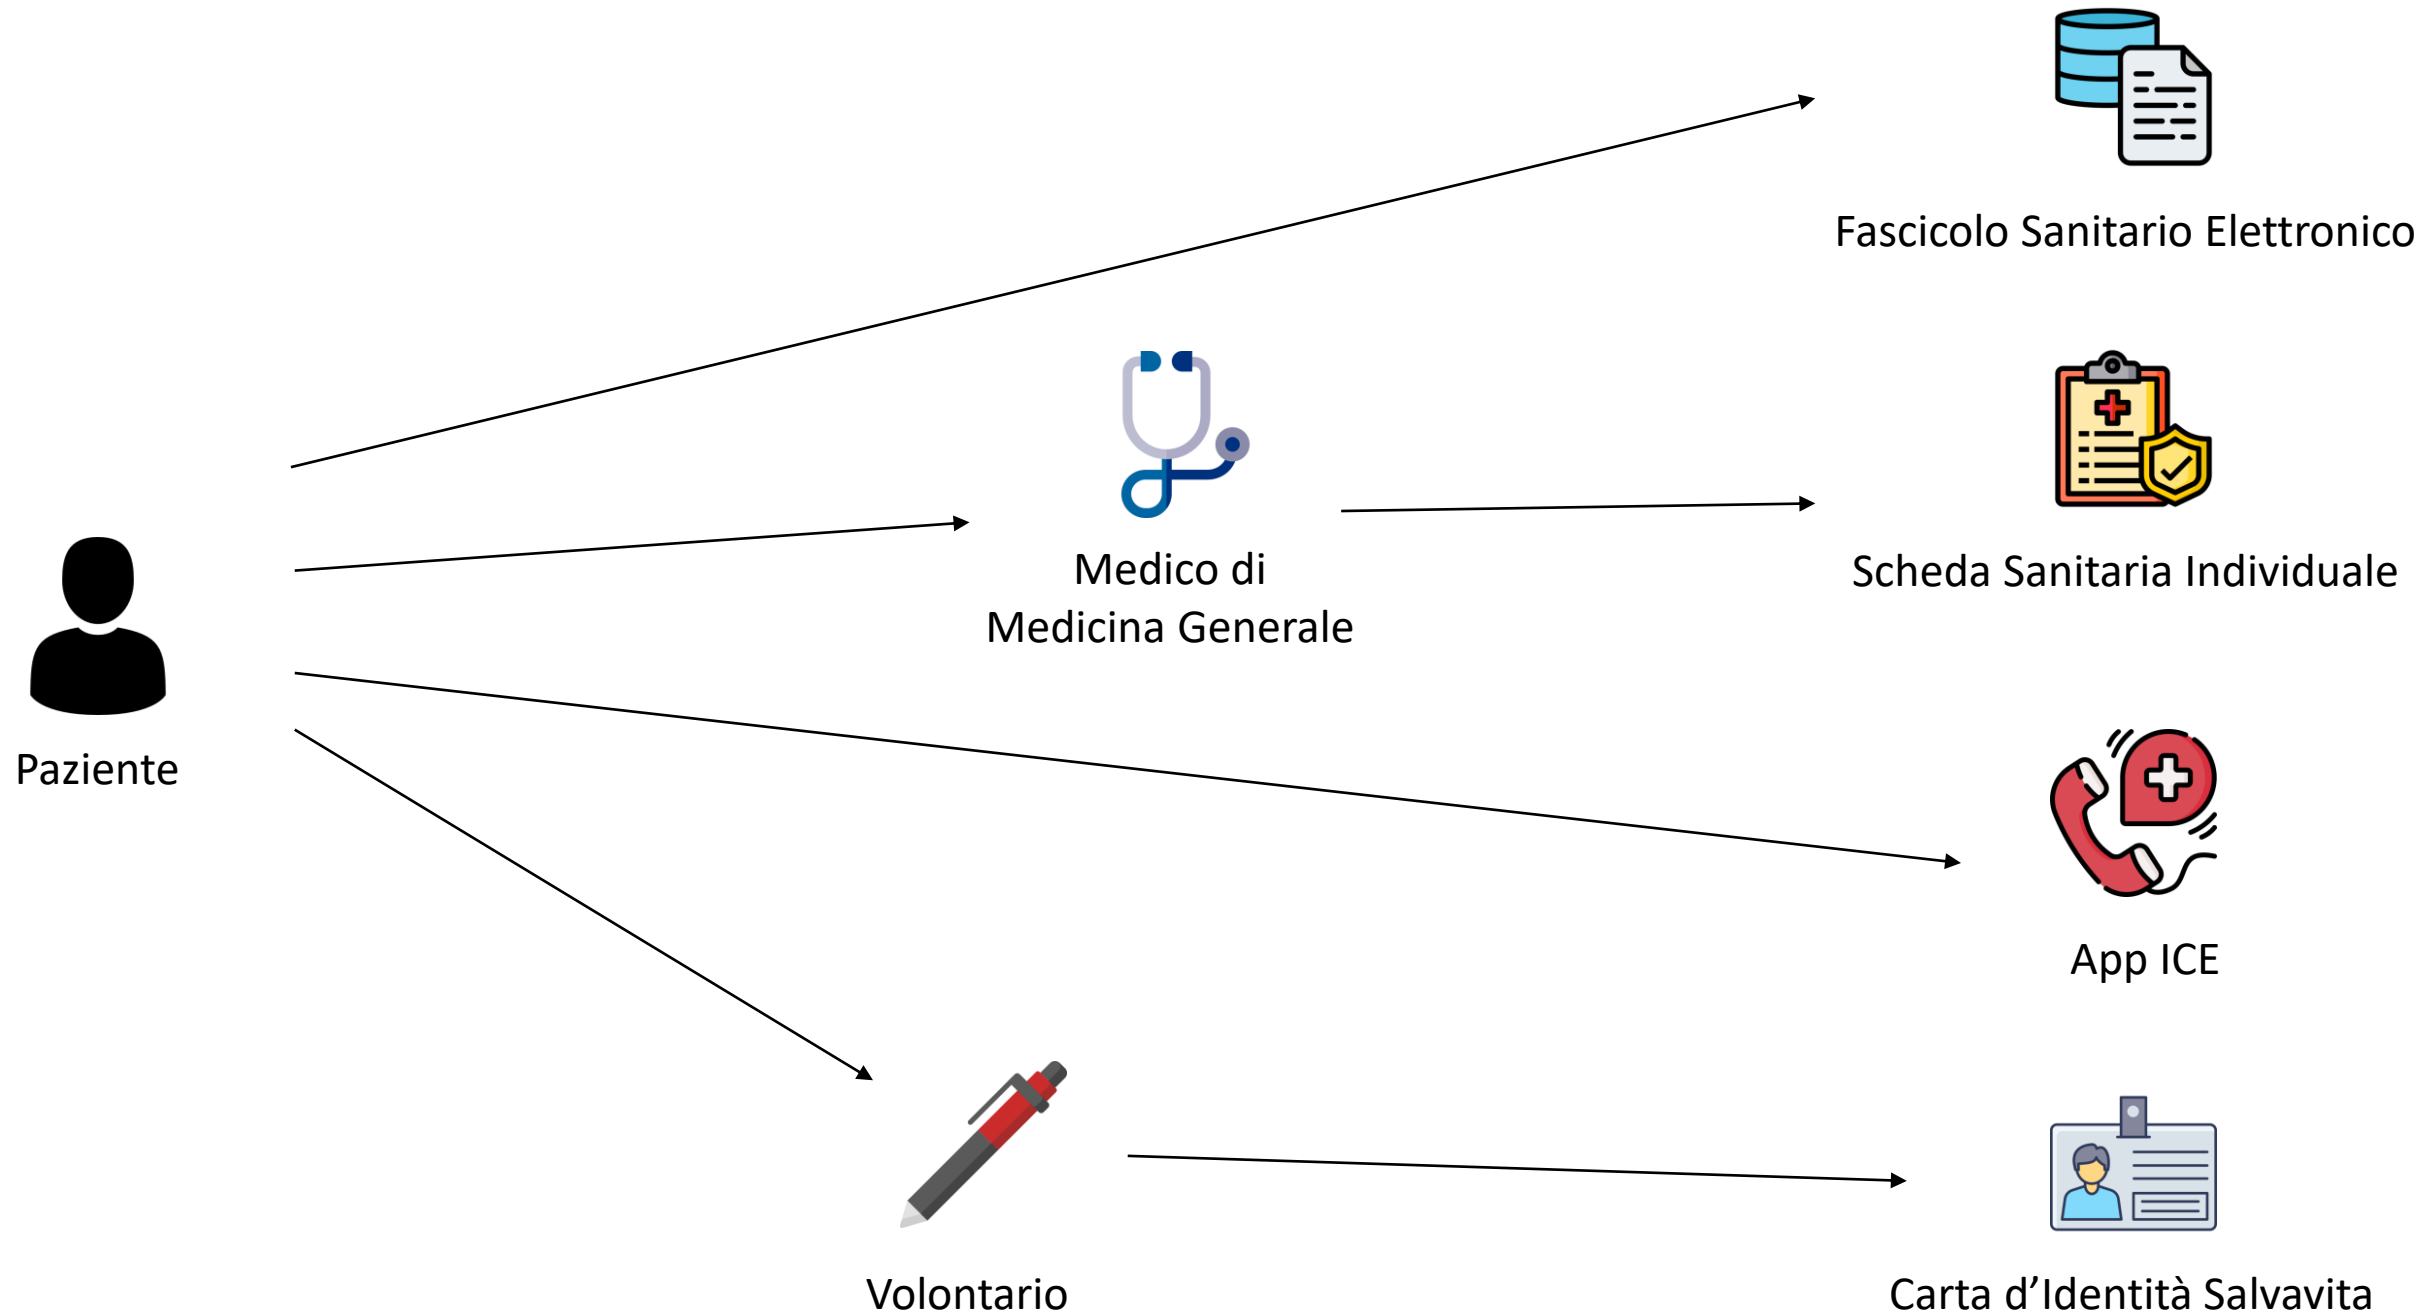 Fascicolo Sanitario Elettronico
Medico di
Medicina Generale
Scheda Sanitaria Individuale
Paziente
App ICE
Volontario
Carta d’Identità Salvavita